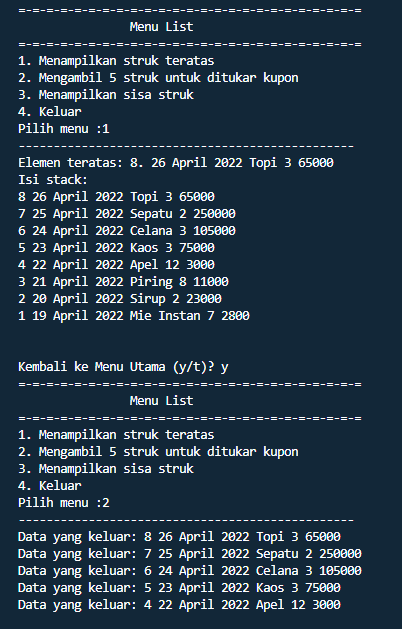 =-=-=-=-=-=-=-=-=-=-=-=-=-=-=-=-=-=-=-=-=-=-=-=-=
Menu List
=-=-=-=-=-=-=-=-=-=-=-=-=-=-=-=-=-=-=-=-=-=-=-=-=
1. Menampilkan struk teratas
2. Mengambil 5 struk untuk ditukar kupon
3. Menampilkan sisa struk
4. Keluar
Pilih menu :1
------------------------------------------------
Elemen teratas: 8. 26 April 2022 Topi 3 65000
Isi stack:
8 26 April 2022 Topi 3 65000
7 25 April 2022 Sepatu 2 250000
6 24 April 2022 Celana 3 105000
5 23 April 2022 Kaos 3 75000
4 22 April 2022 Apel 12 3000
3 21 April 2022 Piring 8 11000
2 20 April 2022 Sirup 2 23000
1 19 April 2022 Mie Instan 7 2800
Kembali ke Menu Utama (y/t)? y
=-=-=-=-=-=-=-=-=-=-=-=-=-=-=-=-=-=-=-=-=-=-=-=-=
Menu List
=-=-=-=-=-=-=-=-=-=-=-=-=-=-=-=-=-=-=-=-=-=-=-=-=
1. Menampilkan struk teratas
2. Mengambil 5 struk untuk ditukar kupon
3. Menampilkan sisa struk
4. Keluar
Pilih menu :2
------------------------------------------------
Data yang keluar: 8 26 April 2022 Topi 3 65000
Data yang keluar: 7 25 April 2022 Sepatu 2 250000
Data yang keluar: 6 24 April 2022 Celana 3 105000
Data yang keluar: 5 23 April 2022 Kaos 3 75000
Data yang keluar: 4 22 April 2022 Apel 12 3000